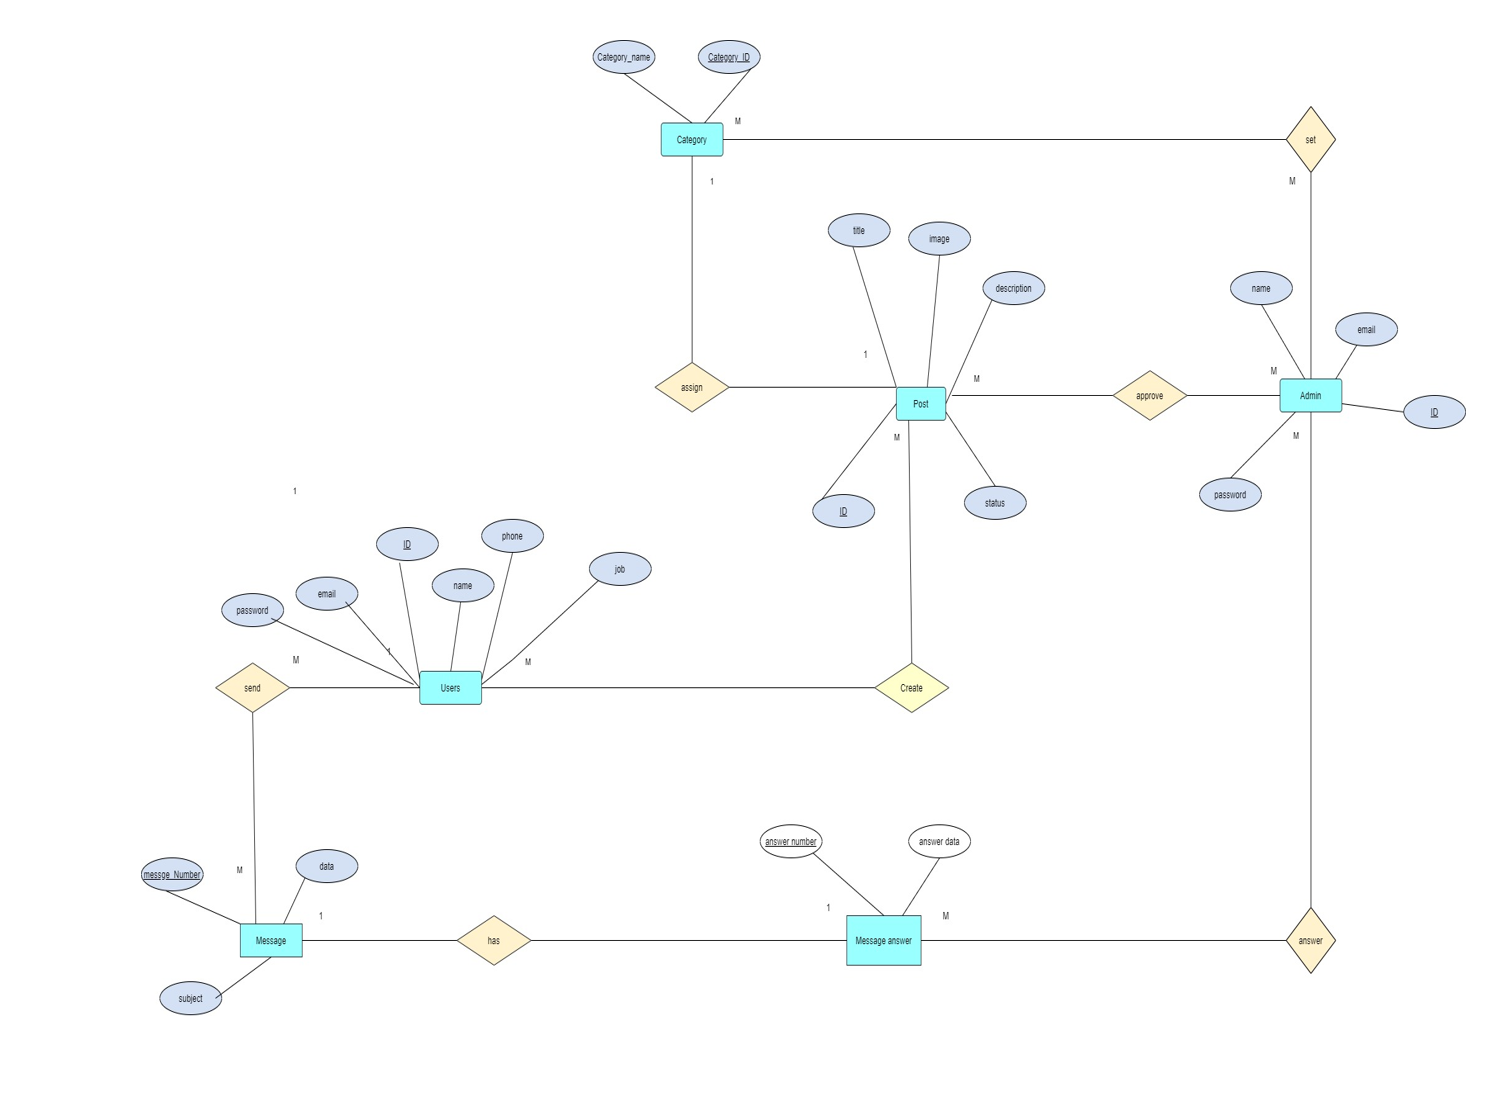 Category_name
Category_ID
M
Category
set
1
M
title
image
description
name
email
1
M
M
assign
Post
approve
Admin
ID
M
M
1
password
status
ID
phone
ID
job
name
email
password
1
M
M
send
Users
Create
answer number
answer data
data
M
messge_Number
1
1
M
Message
has
Message answer
answer
subject